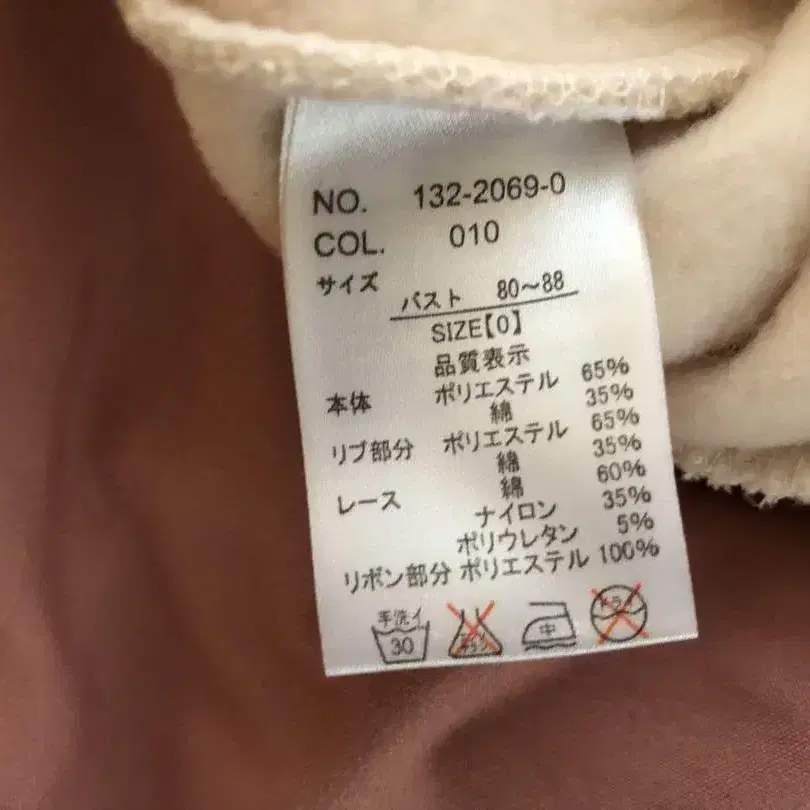 NO. 132-2069-0
COL. 010
サイズ
バスト 80～88
SIZE【0】
品質表示
本体 ポリエステル 65%
綿 35%
リブ部分 ポリエステル 65%
綿 35%
レース 綿 60%
ナイロン 35%
ポリウレタン 5%
リボン部分 ポリエステル 100%
手洗イ 30 中 ドライ